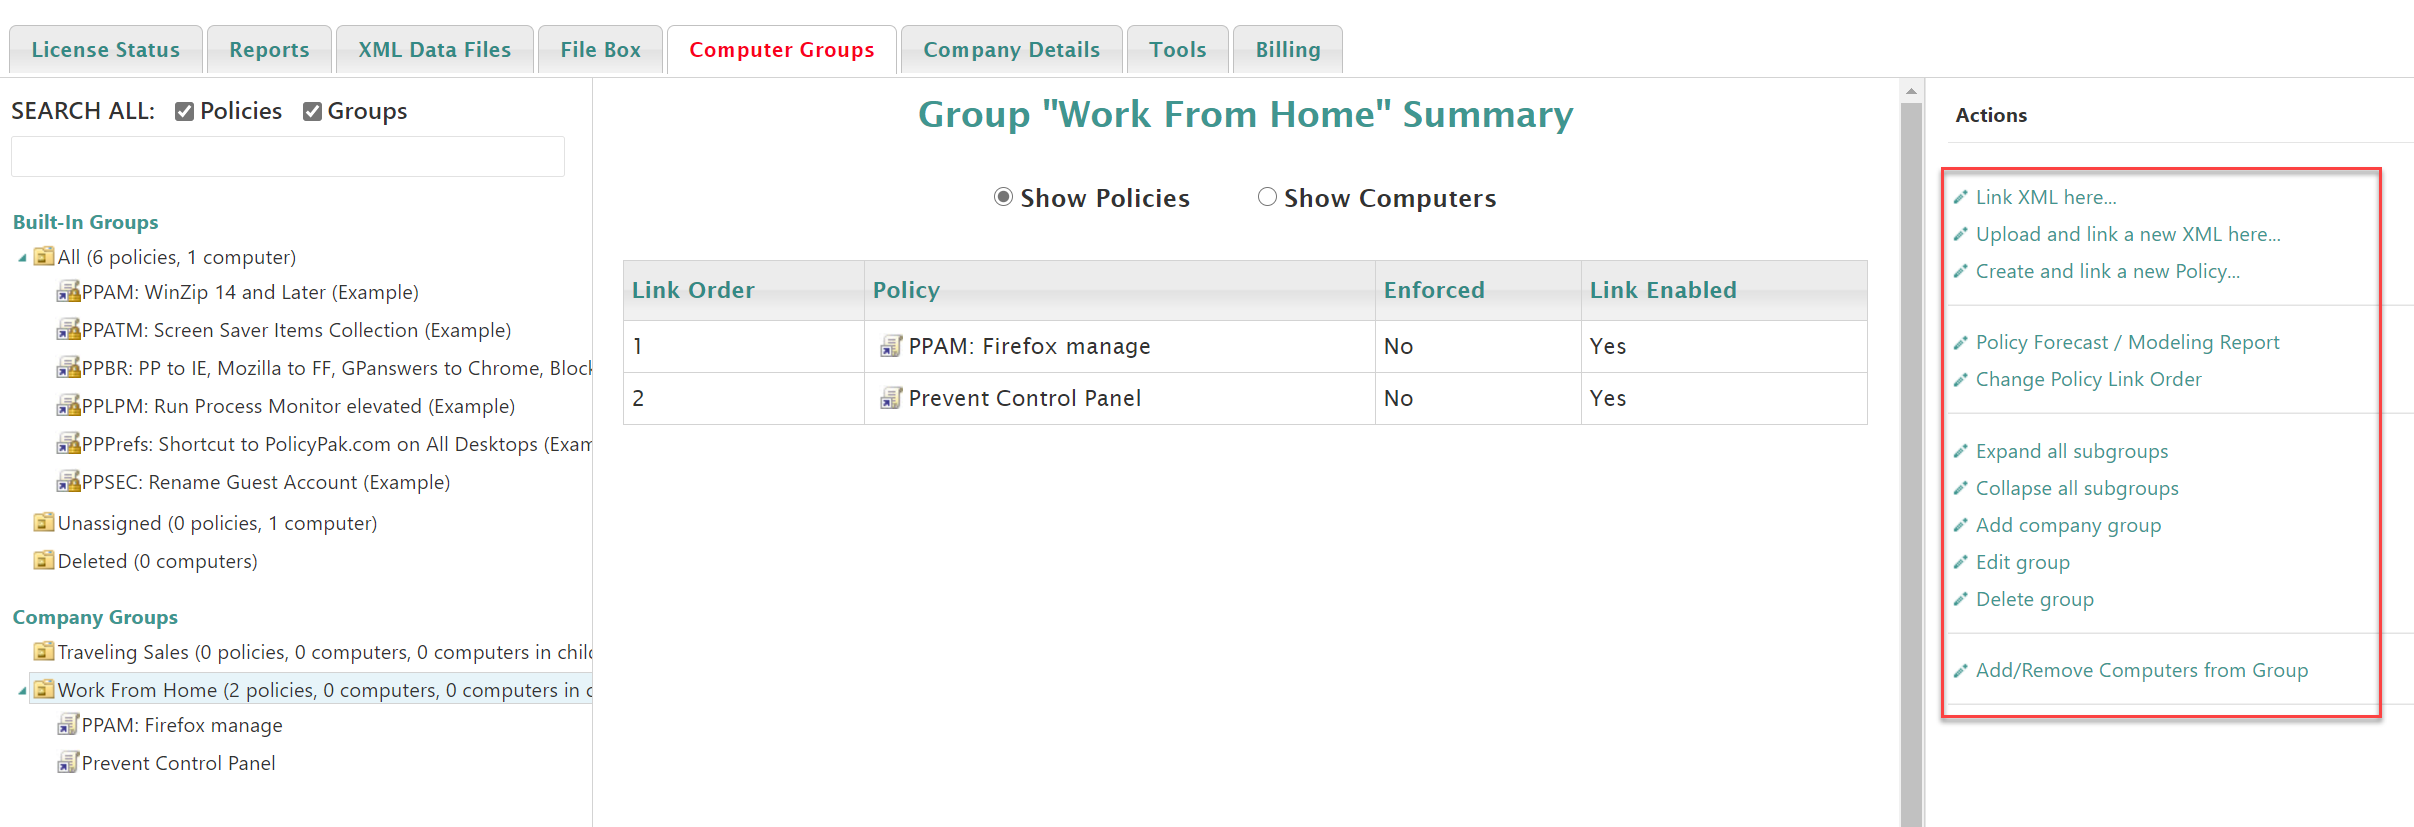 License Status
Reports
XML Data Files
File Box
Computer Groups
Company Details
Tools
Billing
SEARCH ALL: Policies Groups
Built-In Groups
All (6 policies, 1 computer)
PPAM: WinZip 14 and Later (Example)
PPATM: Screen Saver Items Collection (Example)
PPBR: PP to IE, Mozilla to FF, GPanswers to Chrome, Block
PPLPM: Run Process Monitor elevated (Example)
PPPrefs: Shortcut to PolicyPak.com on All Desktops (Exam
PPSEC: Rename Guest Account (Example)
Unassigned (0 policies, 1 computer)
Deleted (0 computers)
Company Groups
Traveling Sales (0 policies, 0 computers, 0 computers in chil
Work From Home (2 policies, 0 computers, 0 computers in c
PPAM: Firefox manage
Prevent Control Panel
Group "Work From Home" Summary
Show Policies Show Computers
Link Order Policy Enforced Link Enabled
1 PPAM: Firefox manage No Yes
2 Prevent Control Panel No Yes
Actions
Link XML here...
Upload and link a new XML here...
Create and link a new Policy...
Policy Forecast / Modeling Report
Change Policy Link Order
Expand all subgroups
Collapse all subgroups
Add company group
Edit group
Delete group
Add/Remove Computers from Group